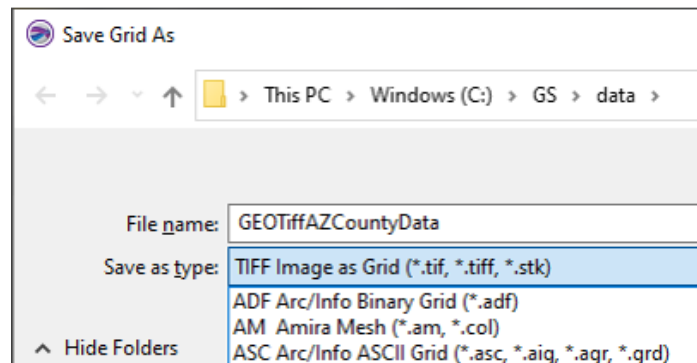 Save Grid As
This PC > Windows (C:) > GS > data >
File name: GEOTiffAZCountyData
Save as type: TIFF Image as Grid (*.tif, *.tiff, *.stk)
ADF Arc/Info Binary Grid (*.adf)
AM Amira Mesh (*.am, *.col)
Hide Folders ASC Arc/Info ASCII Grid (*.asc, *.aig, *.agr, *.grd)